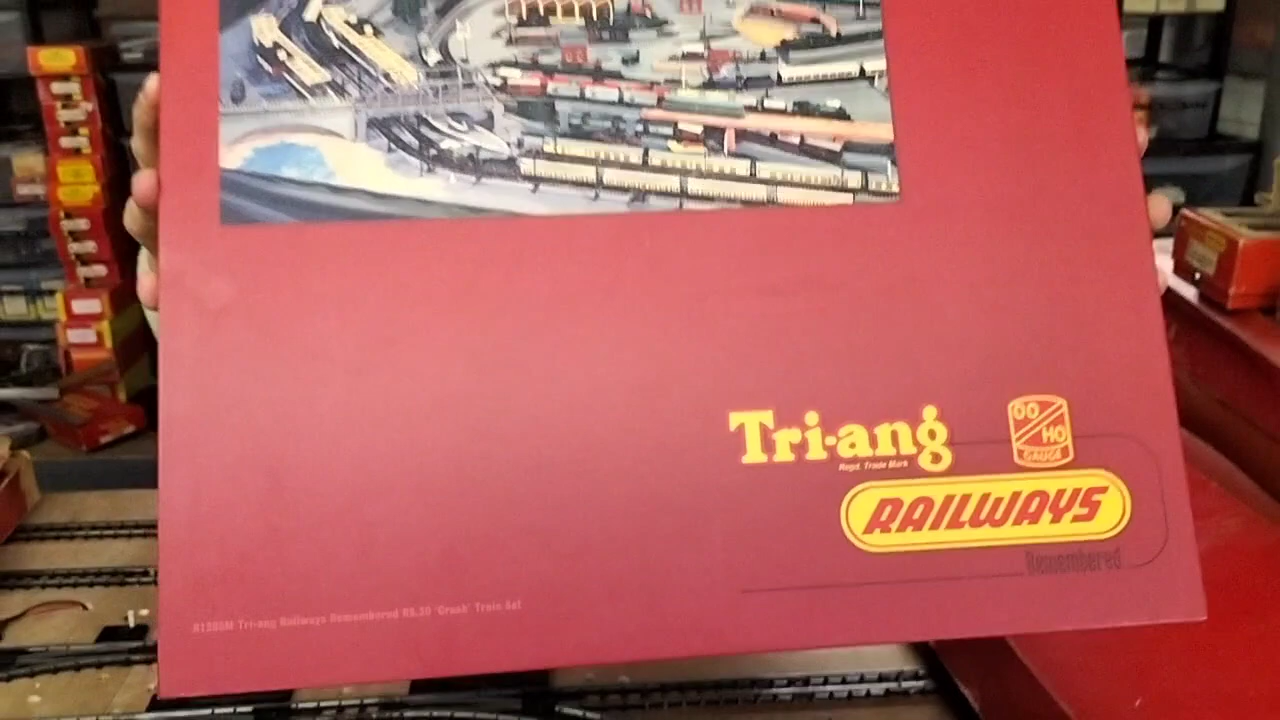 Tri-ang
Regd. Trade Mark
OO
HO
GAUGE
RAILWAYS
Remembered
Tri-ang Railways Remembered RS.30 'Crash' Train Set